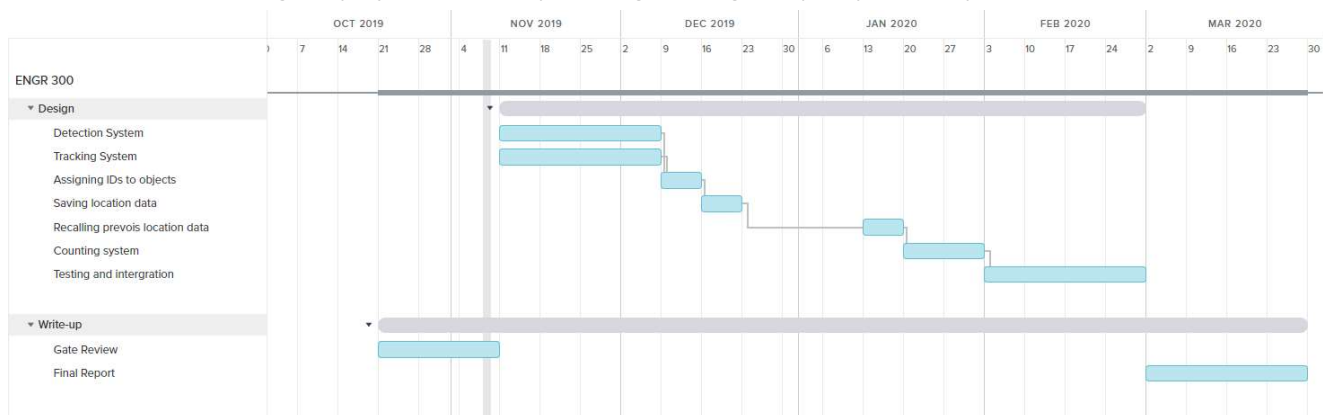 OCT 2019 NOV 2019 DEC 2019 JAN 2020 FEB 2020 MAR 2020
7 14 21 28 4 11 18 25 2 9 16 23 30 6 13 20 27 3 10 17 24 2 9 16 23 30
ENGR 300
Design
Detection System
Tracking System
Assigning IDs to objects
Saving location data
Recalling prevois location data
Counting system
Testing and intergration
Write-up
Gate Review
Final Report